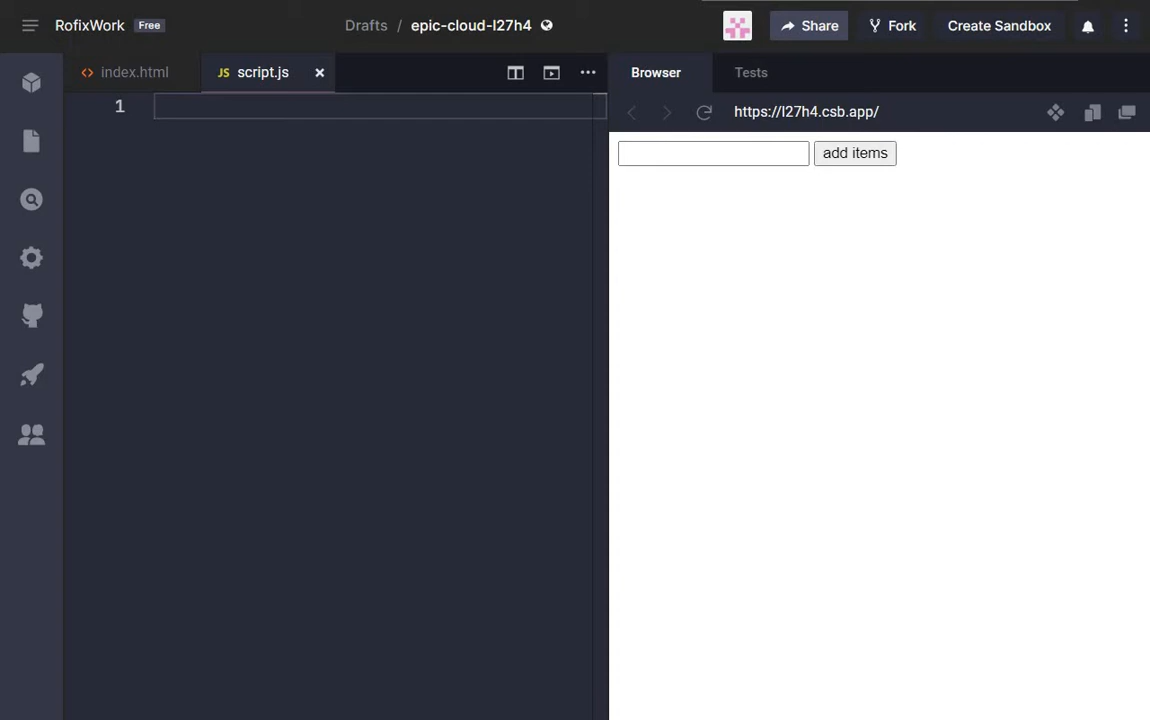 RofixWork Free Drafts / epic-cloud-l27h4 Share Fork Create Sandbox
<> index.html JS script.js × Browser Tests
https://l27h4.csb.app/
1
add items